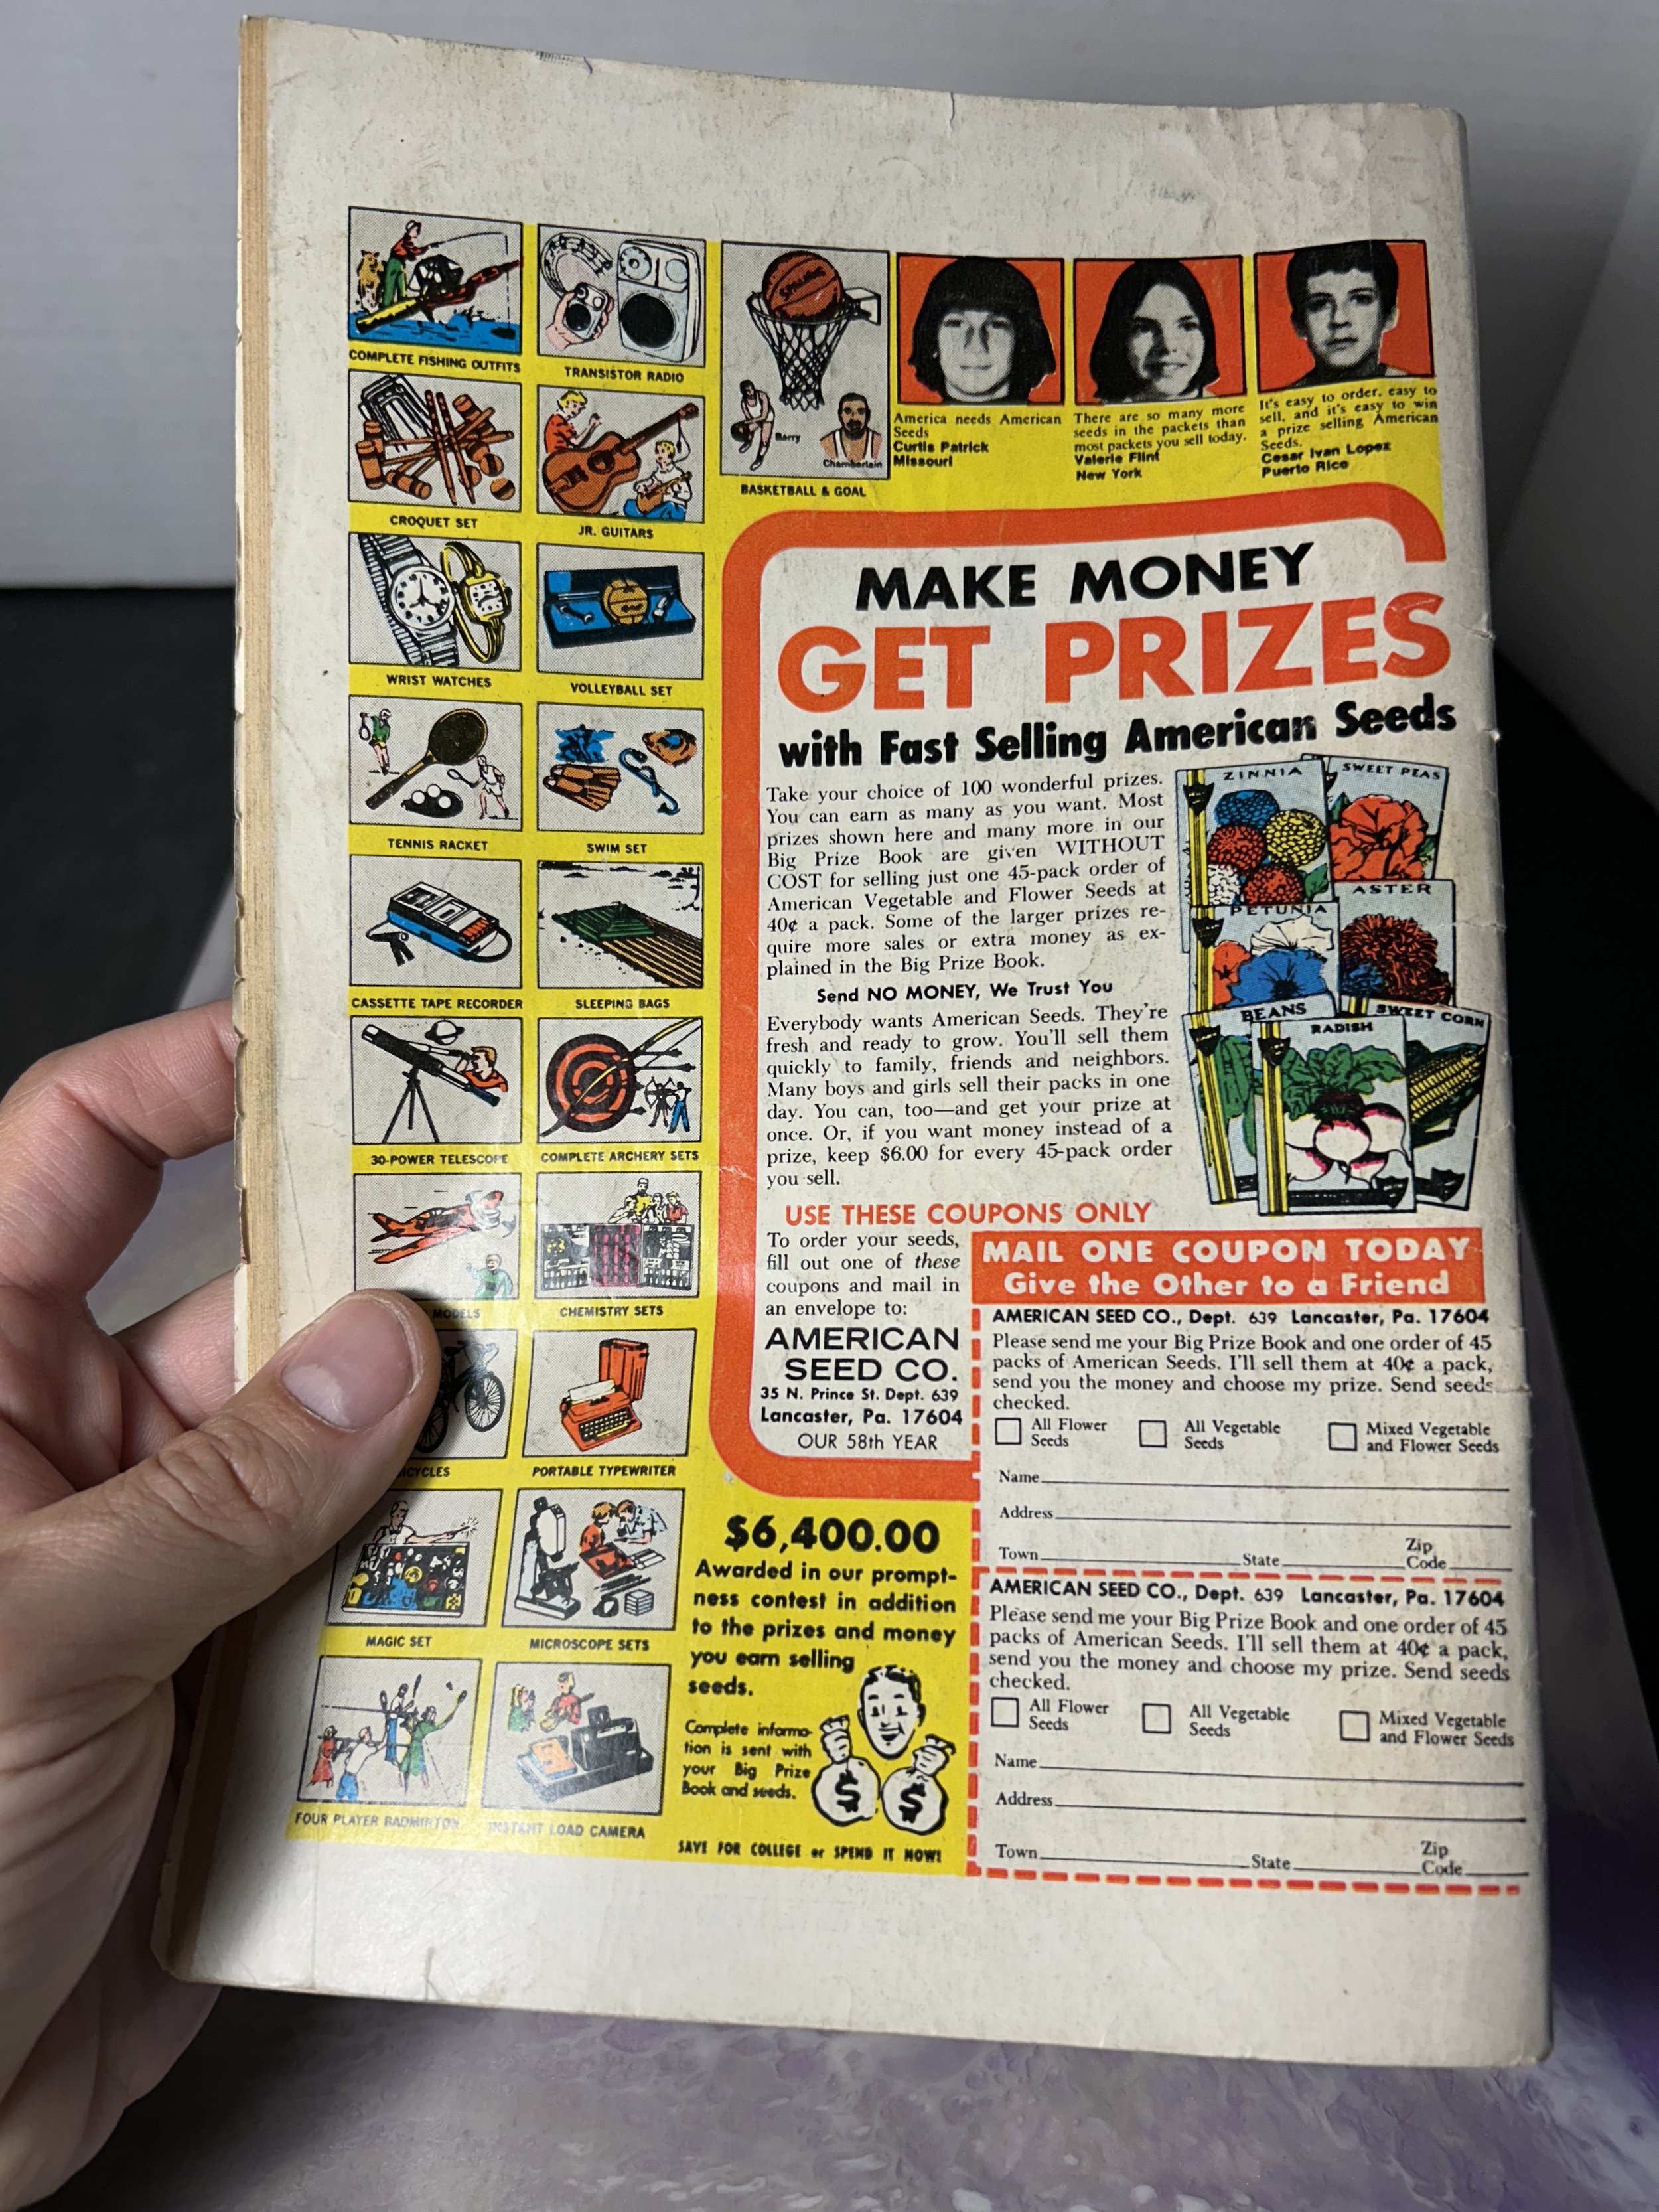 COMPLETE FISHING OUTFITS
TRANSISTOR RADIO
SPALDING
Barry
Chamberlain
BASKETBALL & GOAL
America needs American
Seeds
Curtis Patrick
Missouri
There are so many more
seeds in the packets than
most packets you sell today.
Valerie Flint
New York
It's easy to order, easy to
sell, and it's easy to win
a prize selling American
Seeds.
Cesar Ivan Lopez
Puerto Rico
CROQUET SET
JR. GUITARS
WRIST WATCHES
VOLLEYBALL SET
TENNIS RACKET
SWIM SET
CASSETTE TAPE RECORDER
SLEEPING BAGS
30-POWER TELESCOPE
COMPLETE ARCHERY SETS
MODELS
CHEMISTRY SETS
PORTABLE TYPEWRITER
MAGIC SET
MICROSCOPE SETS
FOUR PLAYER BADMINTON
INSTANT LOAD CAMERA
MAKE MONEY
GET PRIZES
with Fast Selling American Seeds
Take your choice of 100 wonderful prizes.
You can earn as many as you want. Most
prizes shown here and many more in our
Big Prize Book are given WITHOUT
COST for selling just one 45-pack order of
American Vegetable and Flower Seeds at
40¢ a pack. Some of the larger prizes re-
quire more sales or extra money as ex-
plained in the Big Prize Book.
Send NO MONEY, We Trust You
Everybody wants American Seeds. They're
fresh and ready to grow. You'll sell them
quickly to family, friends and neighbors.
Many boys and girls sell their packs in one
day. You can, too—and get your prize at
once. Or, if you want money instead of a
prize, keep $6.00 for every 45-pack order
you sell.
ZINNIA
SWEET PEAS
ASTER
PETUNIA
BEANS
SWEET CORN
RADISH
USE THESE COUPONS ONLY
To order your seeds,
fill out one of these
coupons and mail in
an envelope to:
AMERICAN
SEED CO.
35 N. Prince St. Dept. 639
Lancaster, Pa. 17604
OUR 58th YEAR
MAIL ONE COUPON TODAY
Give the Other to a Friend
AMERICAN SEED CO., Dept. 639 Lancaster, Pa. 17604
Please send me your Big Prize Book and one order of 45
packs of American Seeds. I'll sell them at 40¢ a pack,
send you the money and choose my prize. Send seeds
checked.
All Flower
Seeds
All Vegetable
Seeds
Mixed Vegetable
and Flower Seeds
Name
Address
Town State Zip
Code
AMERICAN SEED CO., Dept. 639 Lancaster, Pa. 17604
Please send me your Big Prize Book and one order of 45
packs of American Seeds. I'll sell them at 40¢ a pack,
send you the money and choose my prize. Send seeds
checked.
All Flower
Seeds
All Vegetable
Seeds
Mixed Vegetable
and Flower Seeds
Name
Address
Town State Zip
Code
$6,400.00
Awarded in our prompt-
ness contest in addition
to the prizes and money
you earn selling
seeds.
Complete informa-
tion is sent with
your Big Prize
Book and seeds.
$ $
SAVE FOR COLLEGE or SPEND IT NOW!